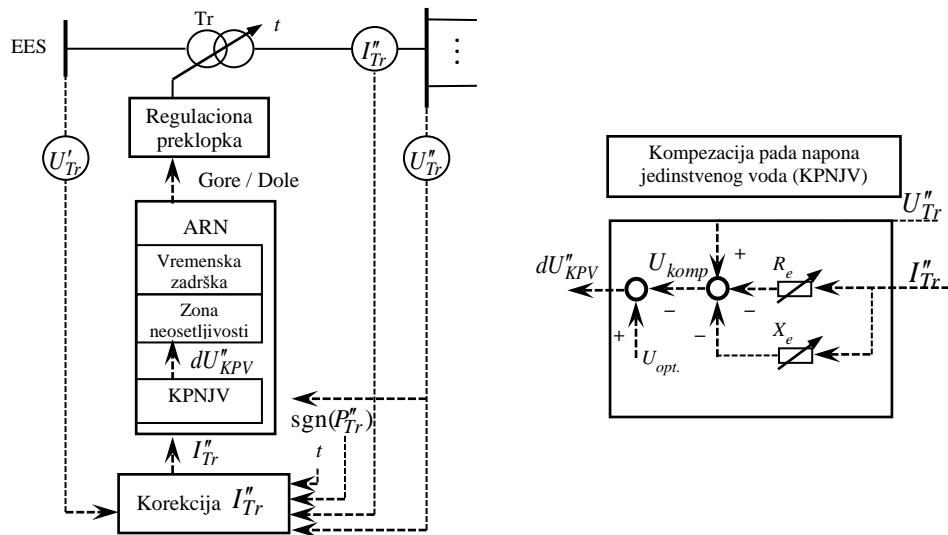 Tr
t
EES
I″Tr
⋮
Regulaciona
preklopka
U′Tr
U″Tr
Gore / Dole
ARN
Vremenska
zadrška
Zona
neosetljivosti
dU″KPV
KPNJV
sgn(P″Tr)
I″Tr
t
Korekcija I″Tr
Kompezacija pada napona
jedinstvenog voda (KPNJV)
U″Tr
+
dU″KPV
Ukomp
Re
I″Tr
−
−
+
−
Xe
Uopt.